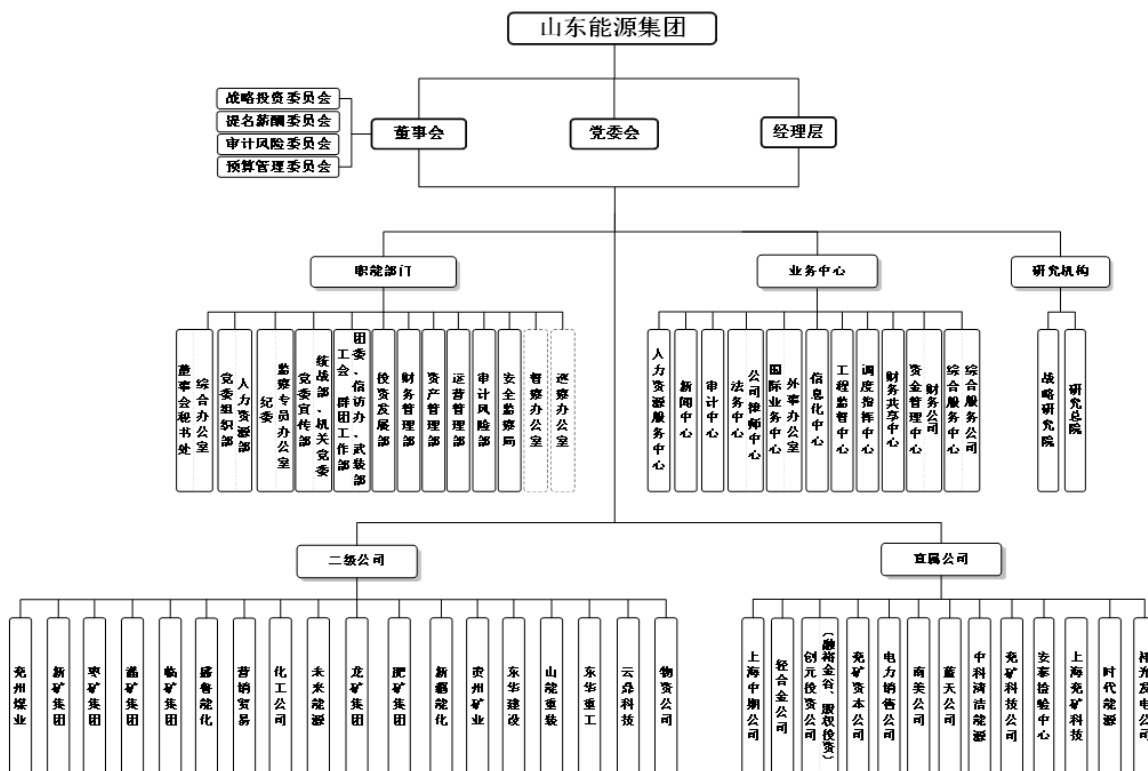 山东能源集团
战略投资委员会
提名薪酬委员会
审计风险委员会
预算管理委员会
董事会
党委会
经理层
职能部门
业务中心
研究机构
董事会秘书处
综合办公室
党委组织部
人力资源部
纪委
监察专员办公室
党委宣传部
统战部、机关党委
工会、群团工作部
团委、信访办、武装部
投资发展部
财务管理部
资产管理部
运营管理部
审计风险部
安全监察局
督察办公室
巡察办公室
人力资源服务中心
新闻中心
审计中心
法务中心
公司律师中心
国际业务中心
外事办公室
信息化中心
工程监督中心
调度指挥中心
财务共享中心
资金管理中心
财务公司
综合服务中心
综合服务公司
战略研究院
研究总院
二级公司
直属公司
兖州煤业
新矿集团
枣矿集团
淄矿集团
临矿集团
盛鲁能化
营销贸易
化工公司
未来能源
龙矿集团
肥矿集团
新疆能化
贵州矿业
东华建设
山能重装
东华重工
云鼎科技
物资公司
上海中期公司
轻合金公司
创元投资公司
（融裕金谷、股权投资）
兖矿资本公司
电力销售公司
南美公司
蓝天公司
中科清洁能源
兖矿科技公司
安泰检验中心
上海兖矿科技
时代能源
祥光发电公司